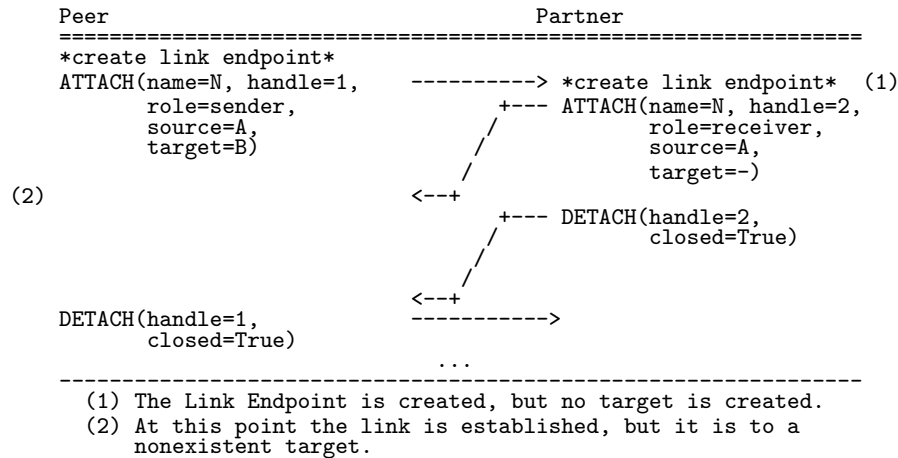 Peer Partner
================================================================
*create link endpoint*
ATTACH(name=N, handle=1, ----------> *create link endpoint* (1)
role=sender, +--- ATTACH(name=N, handle=2,
source=A, / role=receiver,
target=B) / source=A,
/ target=-)
(2) <--+
+--- DETACH(handle=2,
/ closed=True)
/
/
<--+
DETACH(handle=1, ----------->
closed=True)
...
----------------------------------------------------------------
(1) The Link Endpoint is created, but no target is created.
(2) At this point the link is established, but it is to a
nonexistent target.